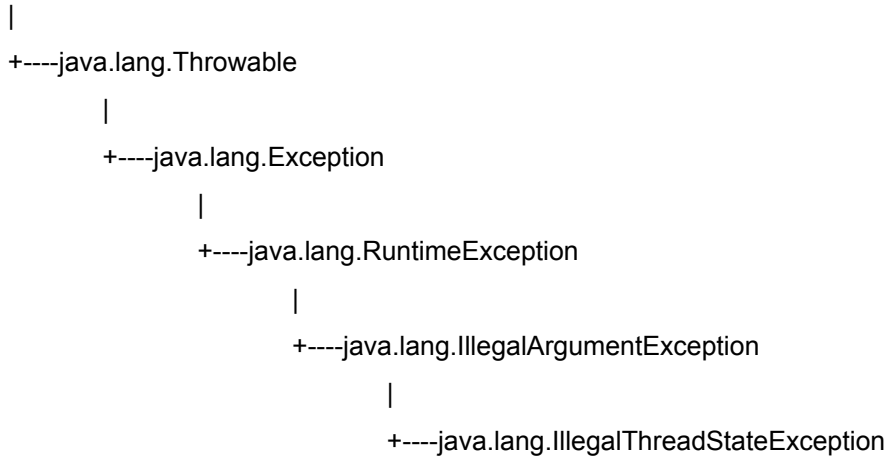 |
+----java.lang.Throwable
|
+----java.lang.Exception
|
+----java.lang.RuntimeException
|
+----java.lang.IllegalArgumentException
|
+----java.lang.IllegalThreadStateException